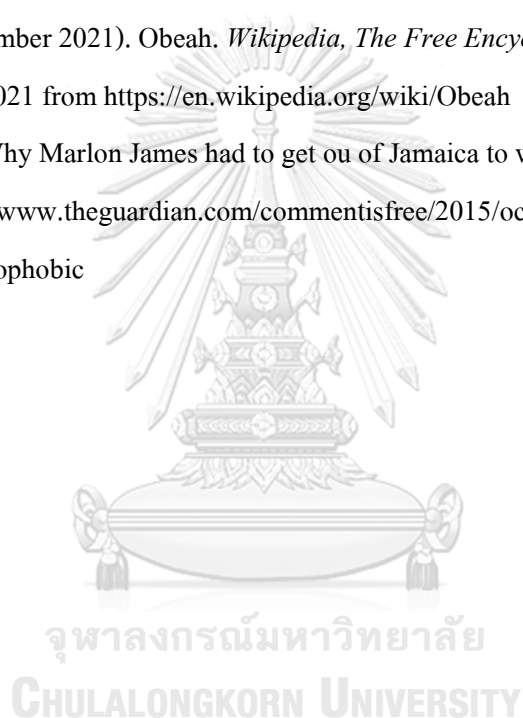 mber 2021). Obeah. Wikipedia, The Free Ency
021 from https://en.wikipedia.org/wiki/Obeah
Why Marlon James had to get ou of Jamaica to w
www.theguardian.com/commentisfree/2015/oc
ophobic
จุฬาลงกรณ์มหาวิทยาลัย
CHULALONGKORN UNIVERSITY